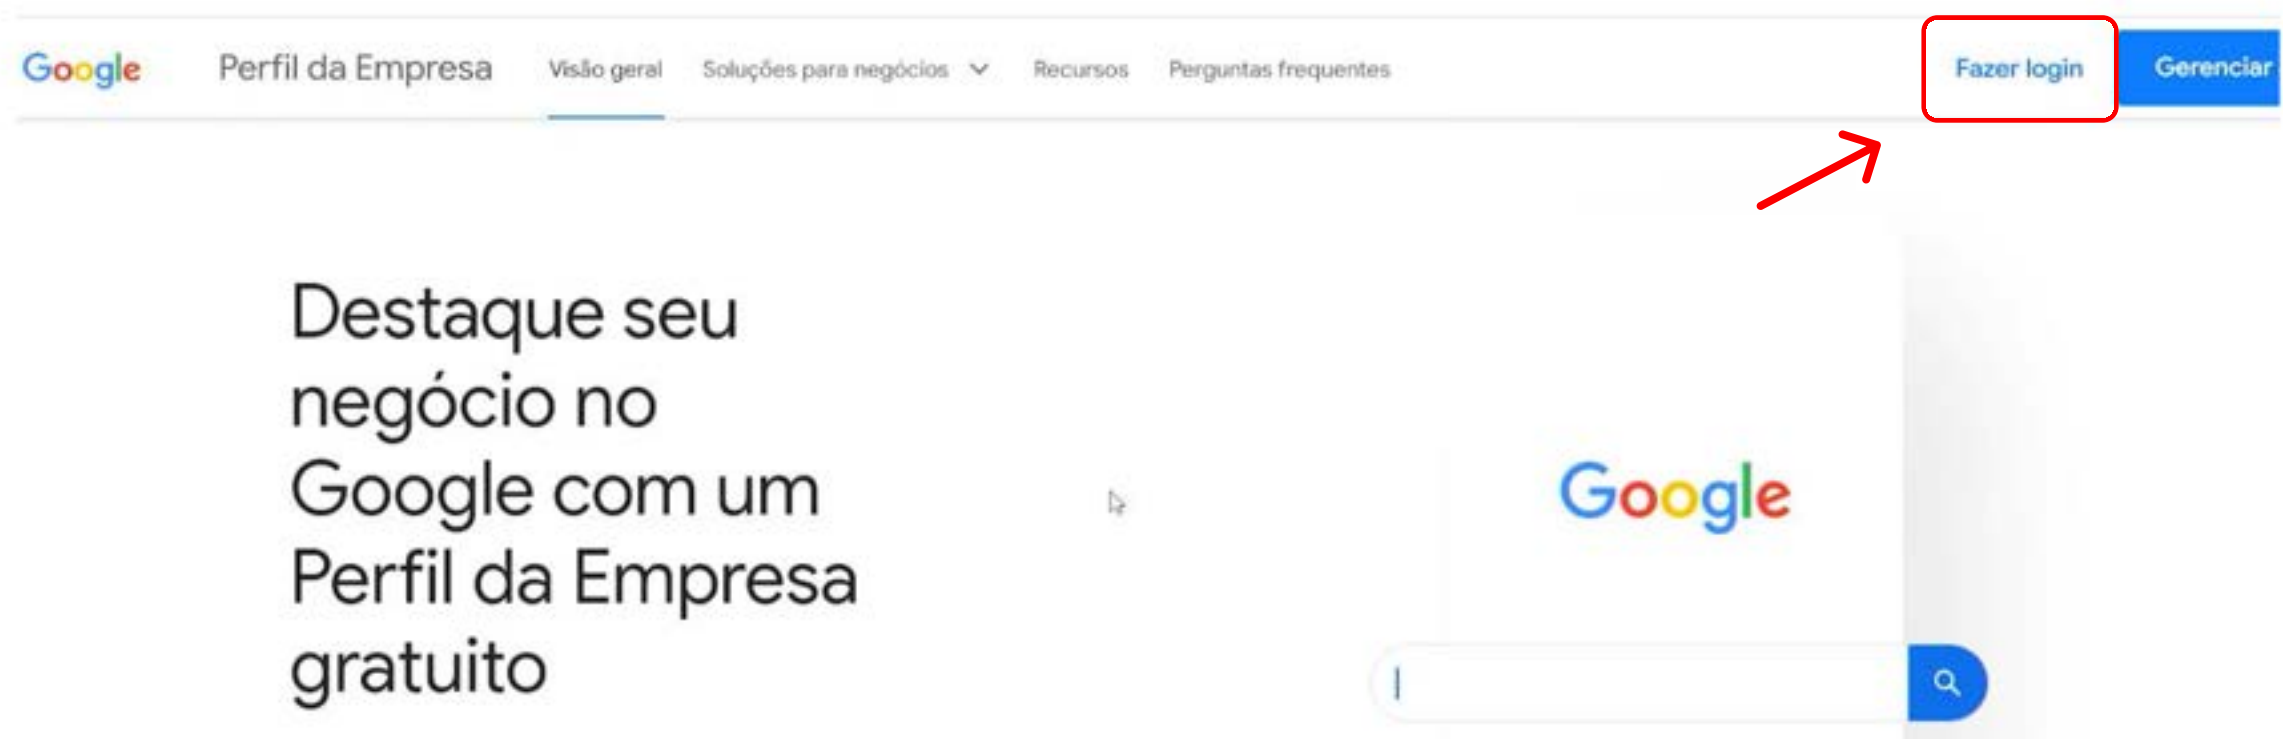 Google Perfil da Empresa Visão geral Soluções para negócios Recursos Perguntas frequentes Fazer login Gerenciar
Destaque seu
negócio no
Google com um
Perfil da Empresa
gratuito
Google